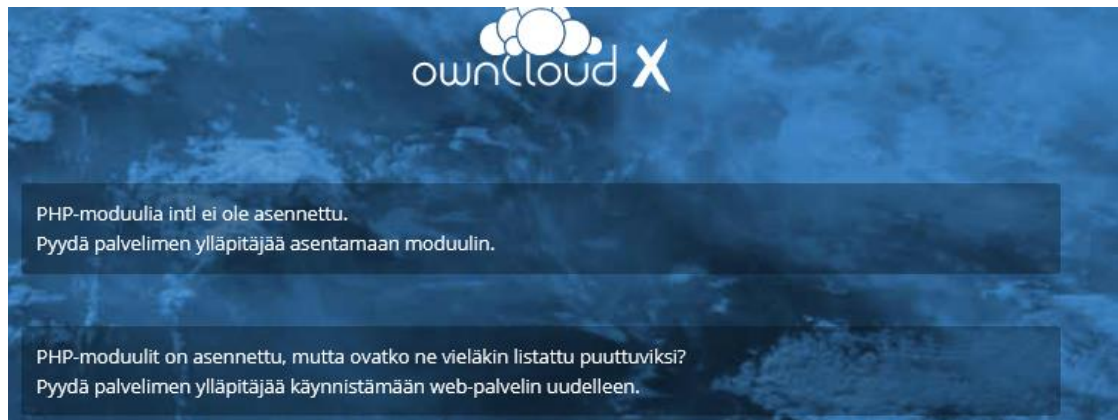 ownCloud X
PHP-moduulia intl ei ole asennettu.
Pyydä palvelimen ylläpitäjää asentamaan moduulin.
PHP-moduulit on asennettu, mutta ovatko ne vieläkin listattu puuttuviksi?
Pyydä palvelimen ylläpitäjää käynnistämään web-palvelin uudelleen.